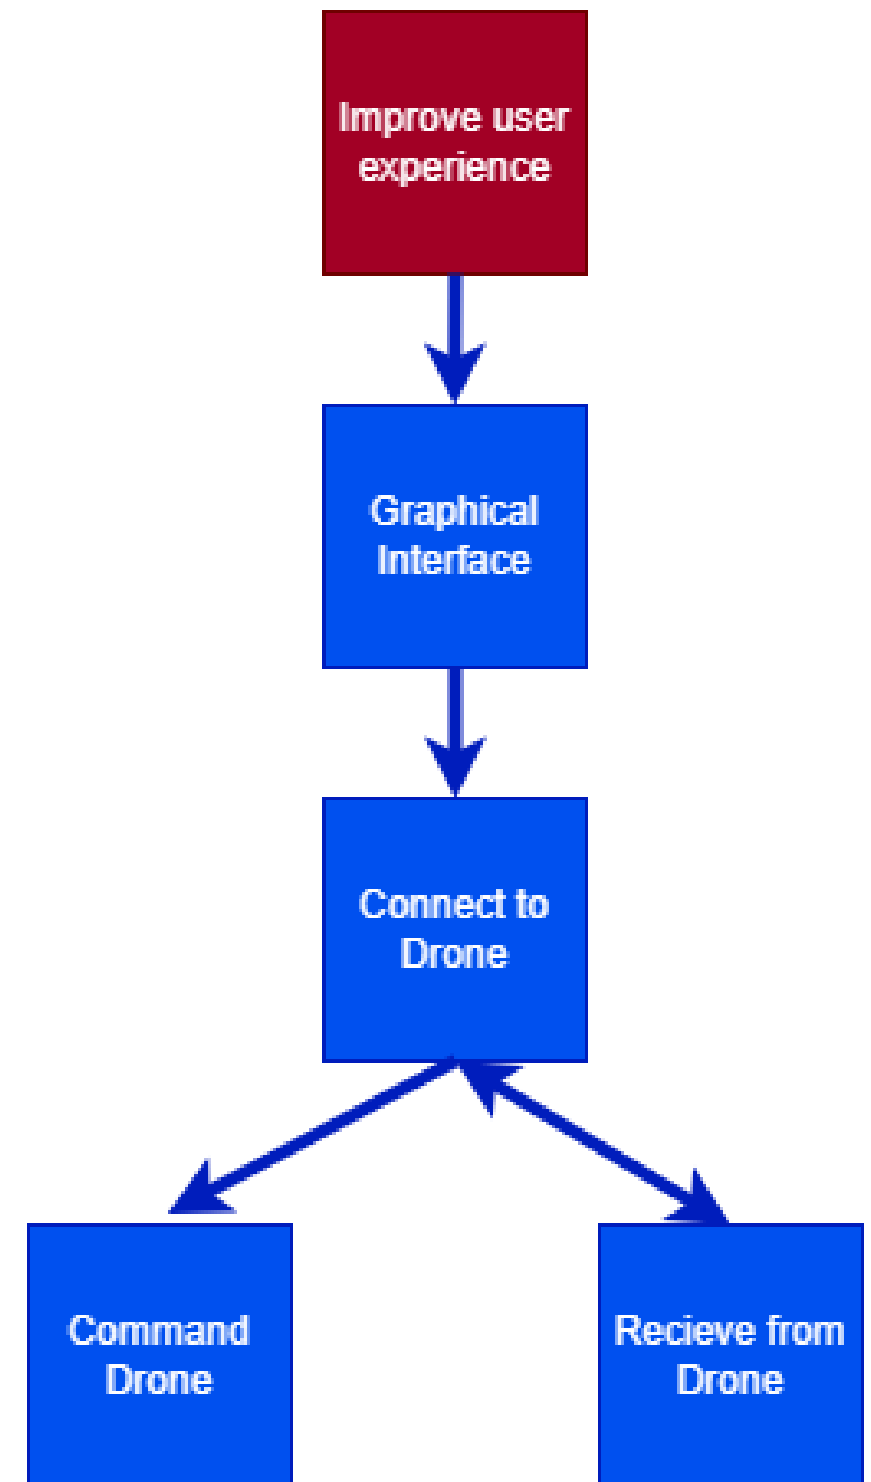 Improve user
experience
Graphical
Interface
Connect to
Drone
Command
Drone
Recieve from
Drone